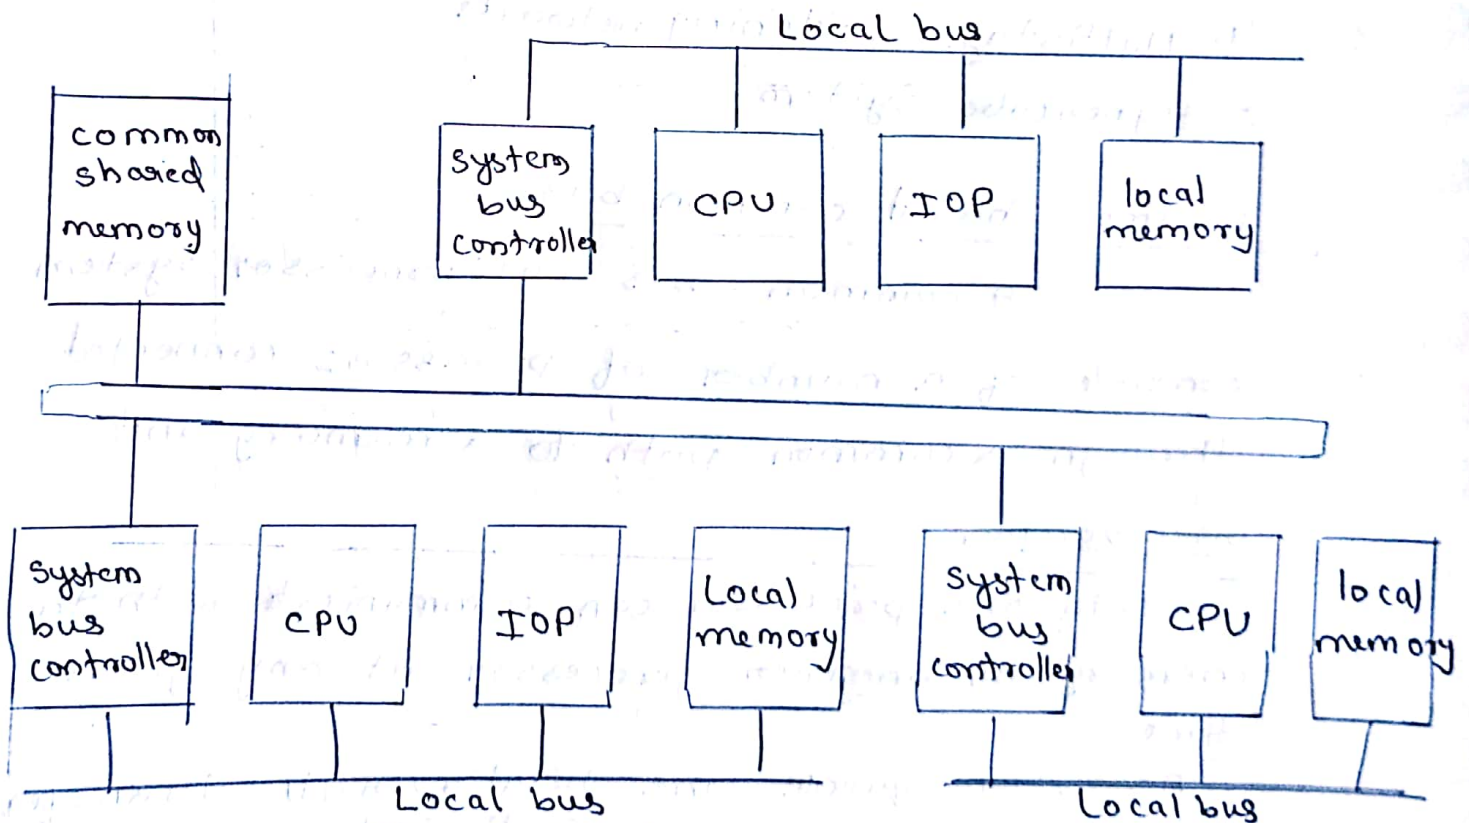 Local bus
common
shared
memory
system
bus
controller
CPU
IOP
local
memory
system
bus
controller
CPU
IOP
Local
memory
system
bus
controller
CPU
local
memory
Local bus
Local bus